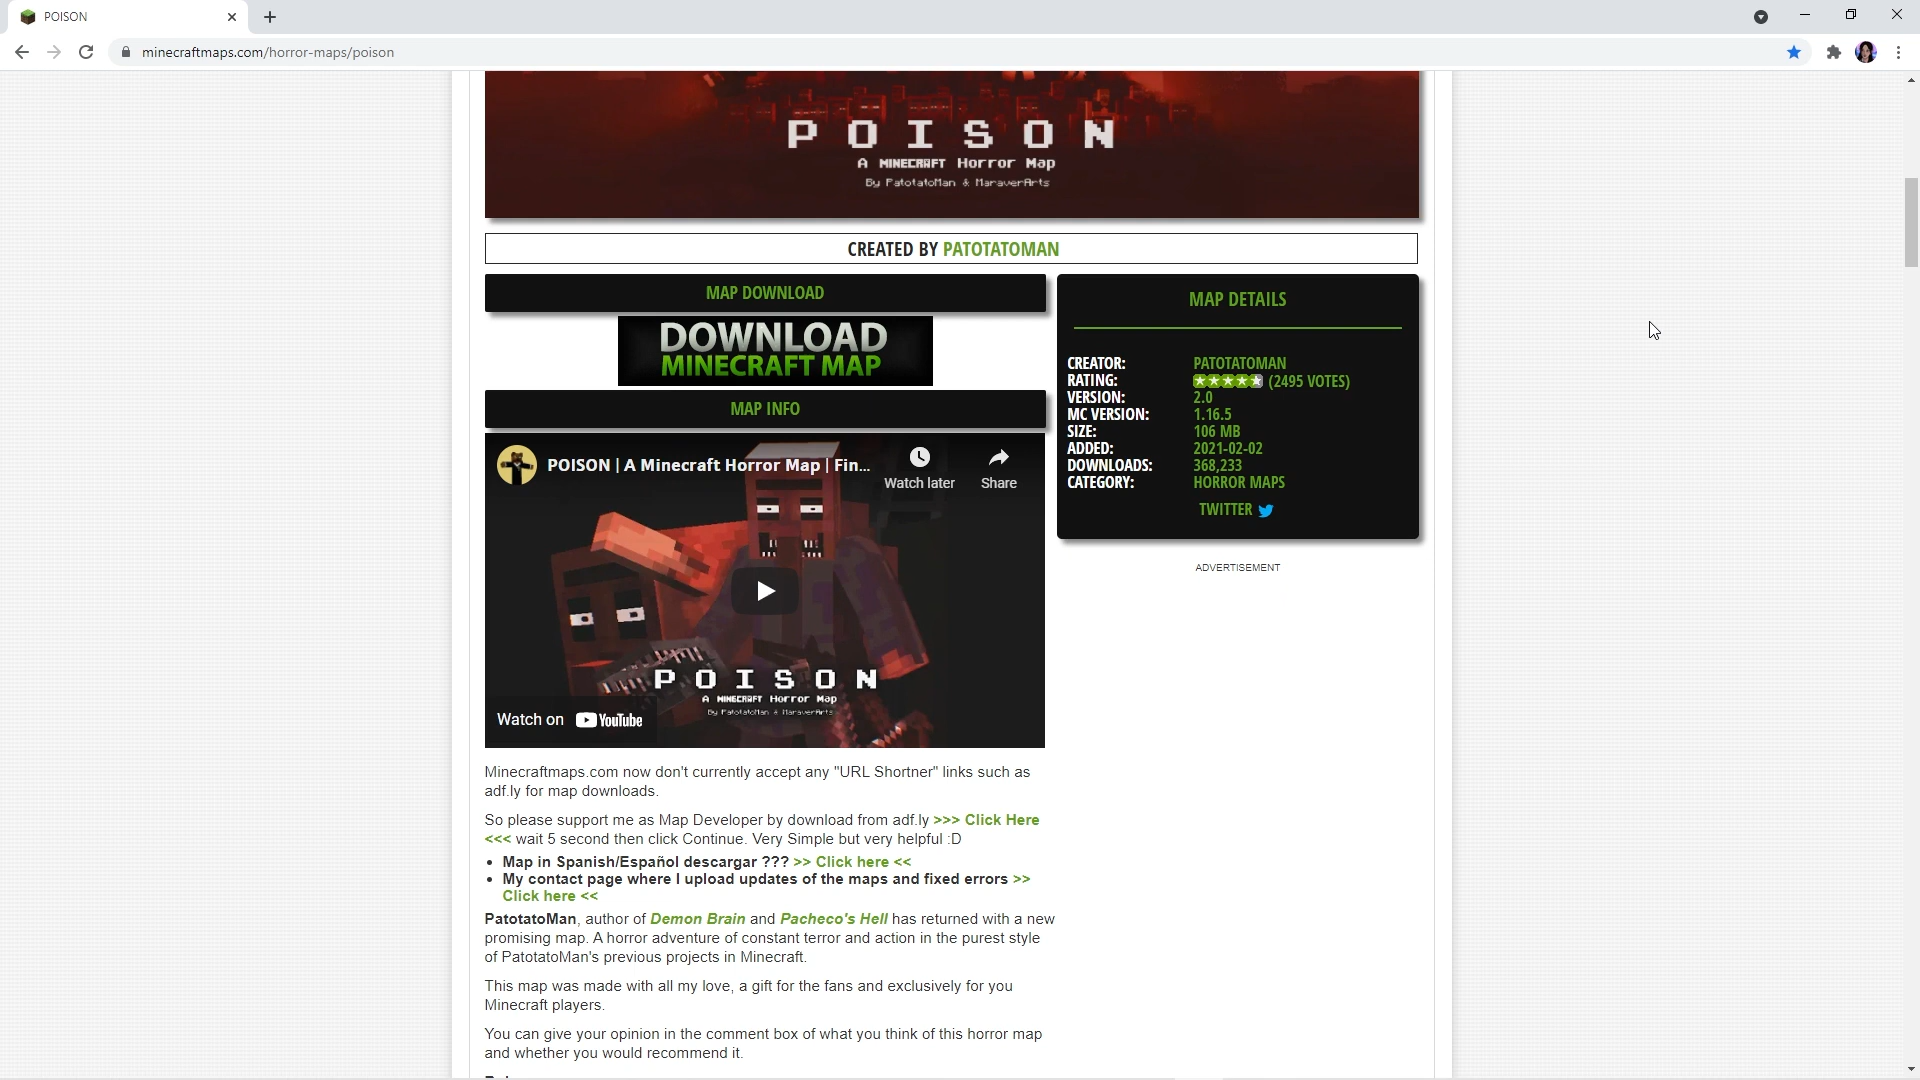 POISON
minecraftmaps.com/horror-maps/poison
POISON
A MINECRAFT Horror Map
By PatotatoMan & MaraverArts
CREATED BY PATOTATOMAN
MAP DOWNLOAD
DOWNLOAD
MINECRAFT MAP
MAP INFO
POISON | A Minecraft Horror Map | Fin...
Watch later
Share
POISON
A MINECRAFT Horror Map
By PatotatoMan & MaraverArts
Watch on YouTube
Minecraftmaps.com now don't currently accept any "URL Shortner" links such as
adf.ly for map downloads.
So please support me as Map Developer by download from adf.ly >>> Click Here
<<< wait 5 second then click Continue. Very Simple but very helpful :D
• Map in Spanish/Español descargar ??? >> Click here <<
• My contact page where I upload updates of the maps and fixed errors >>
Click here <<
PatotatoMan, author of Demon Brain and Pacheco's Hell has returned with a new
promising map. A horror adventure of constant terror and action in the purest style
of PatotatoMan's previous projects in Minecraft.
This map was made with all my love, a gift for the fans and exclusively for you
Minecraft players.
You can give your opinion in the comment box of what you think of this horror map
and whether you would recommend it.
MAP DETAILS
CREATOR: PATOTATOMAN
RATING: (2495 VOTES)
VERSION: 2.0
MC VERSION: 1.16.5
SIZE: 106 MB
ADDED: 2021-02-02
DOWNLOADS: 368,233
CATEGORY: HORROR MAPS
TWITTER
ADVERTISEMENT